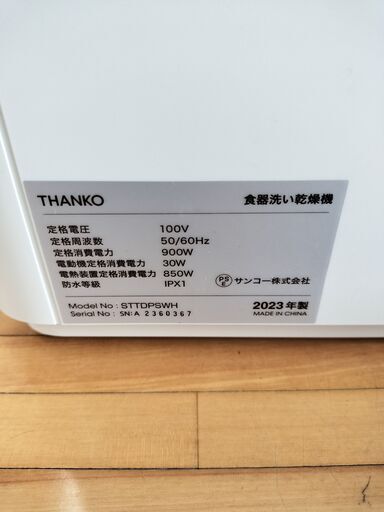 THANKO 食器洗い乾燥機
定格電圧 100V
定格周波数 50/60Hz
定格消費電力 900W
電動機定格消費電力 30W
電熱装置定格消費電力 850W
防水等級 IPX1
PSE サンコー株式会社
Model No : STTDPSWH
2023年製
Serial No : SN:A 2360367
MADE IN CHINA